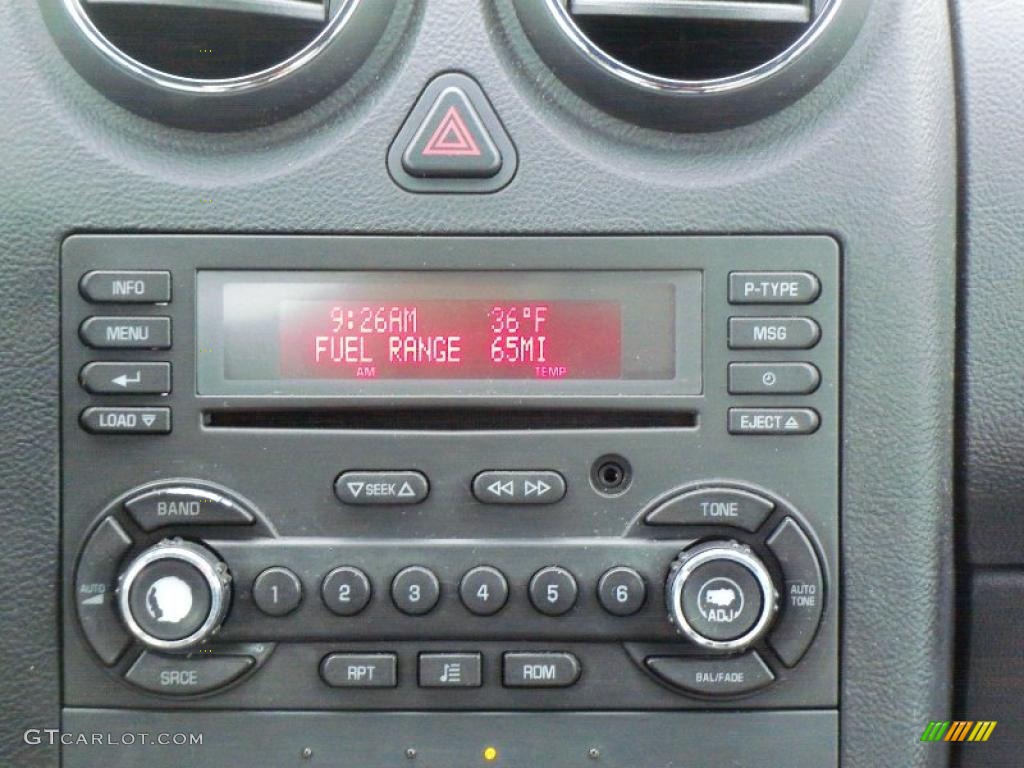 INFO
MENU
LOAD
9:26AM 36°F
FUEL RANGE 65MI
AM TEMP
P-TYPE
MSG
EJECT
SEEK
BAND
AUTO
SRCE
1 2 3 4 5 6
TONE
AUTO
TONE
ADJ
BAL/FADE
RPT
RDM
GTCARLOT.COM